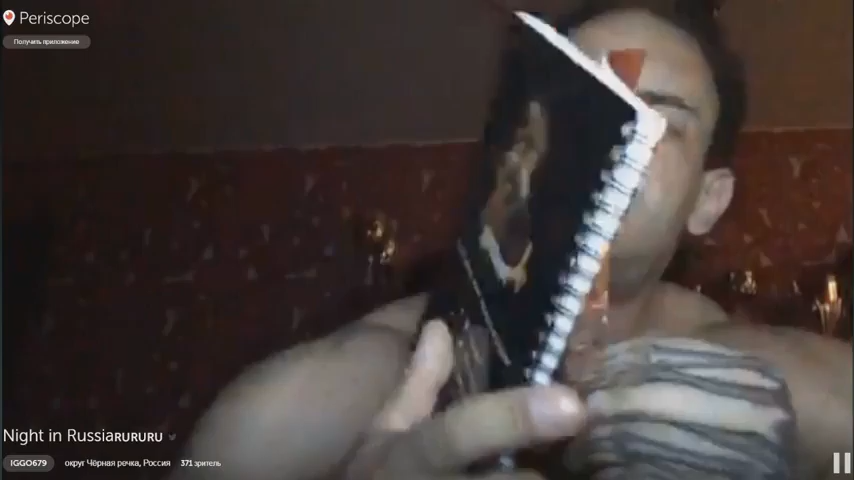 Periscope
Получить приложение
Night in RussiaRURURU
IGGO679 округ Чёрная речка, Россия 371 зритель